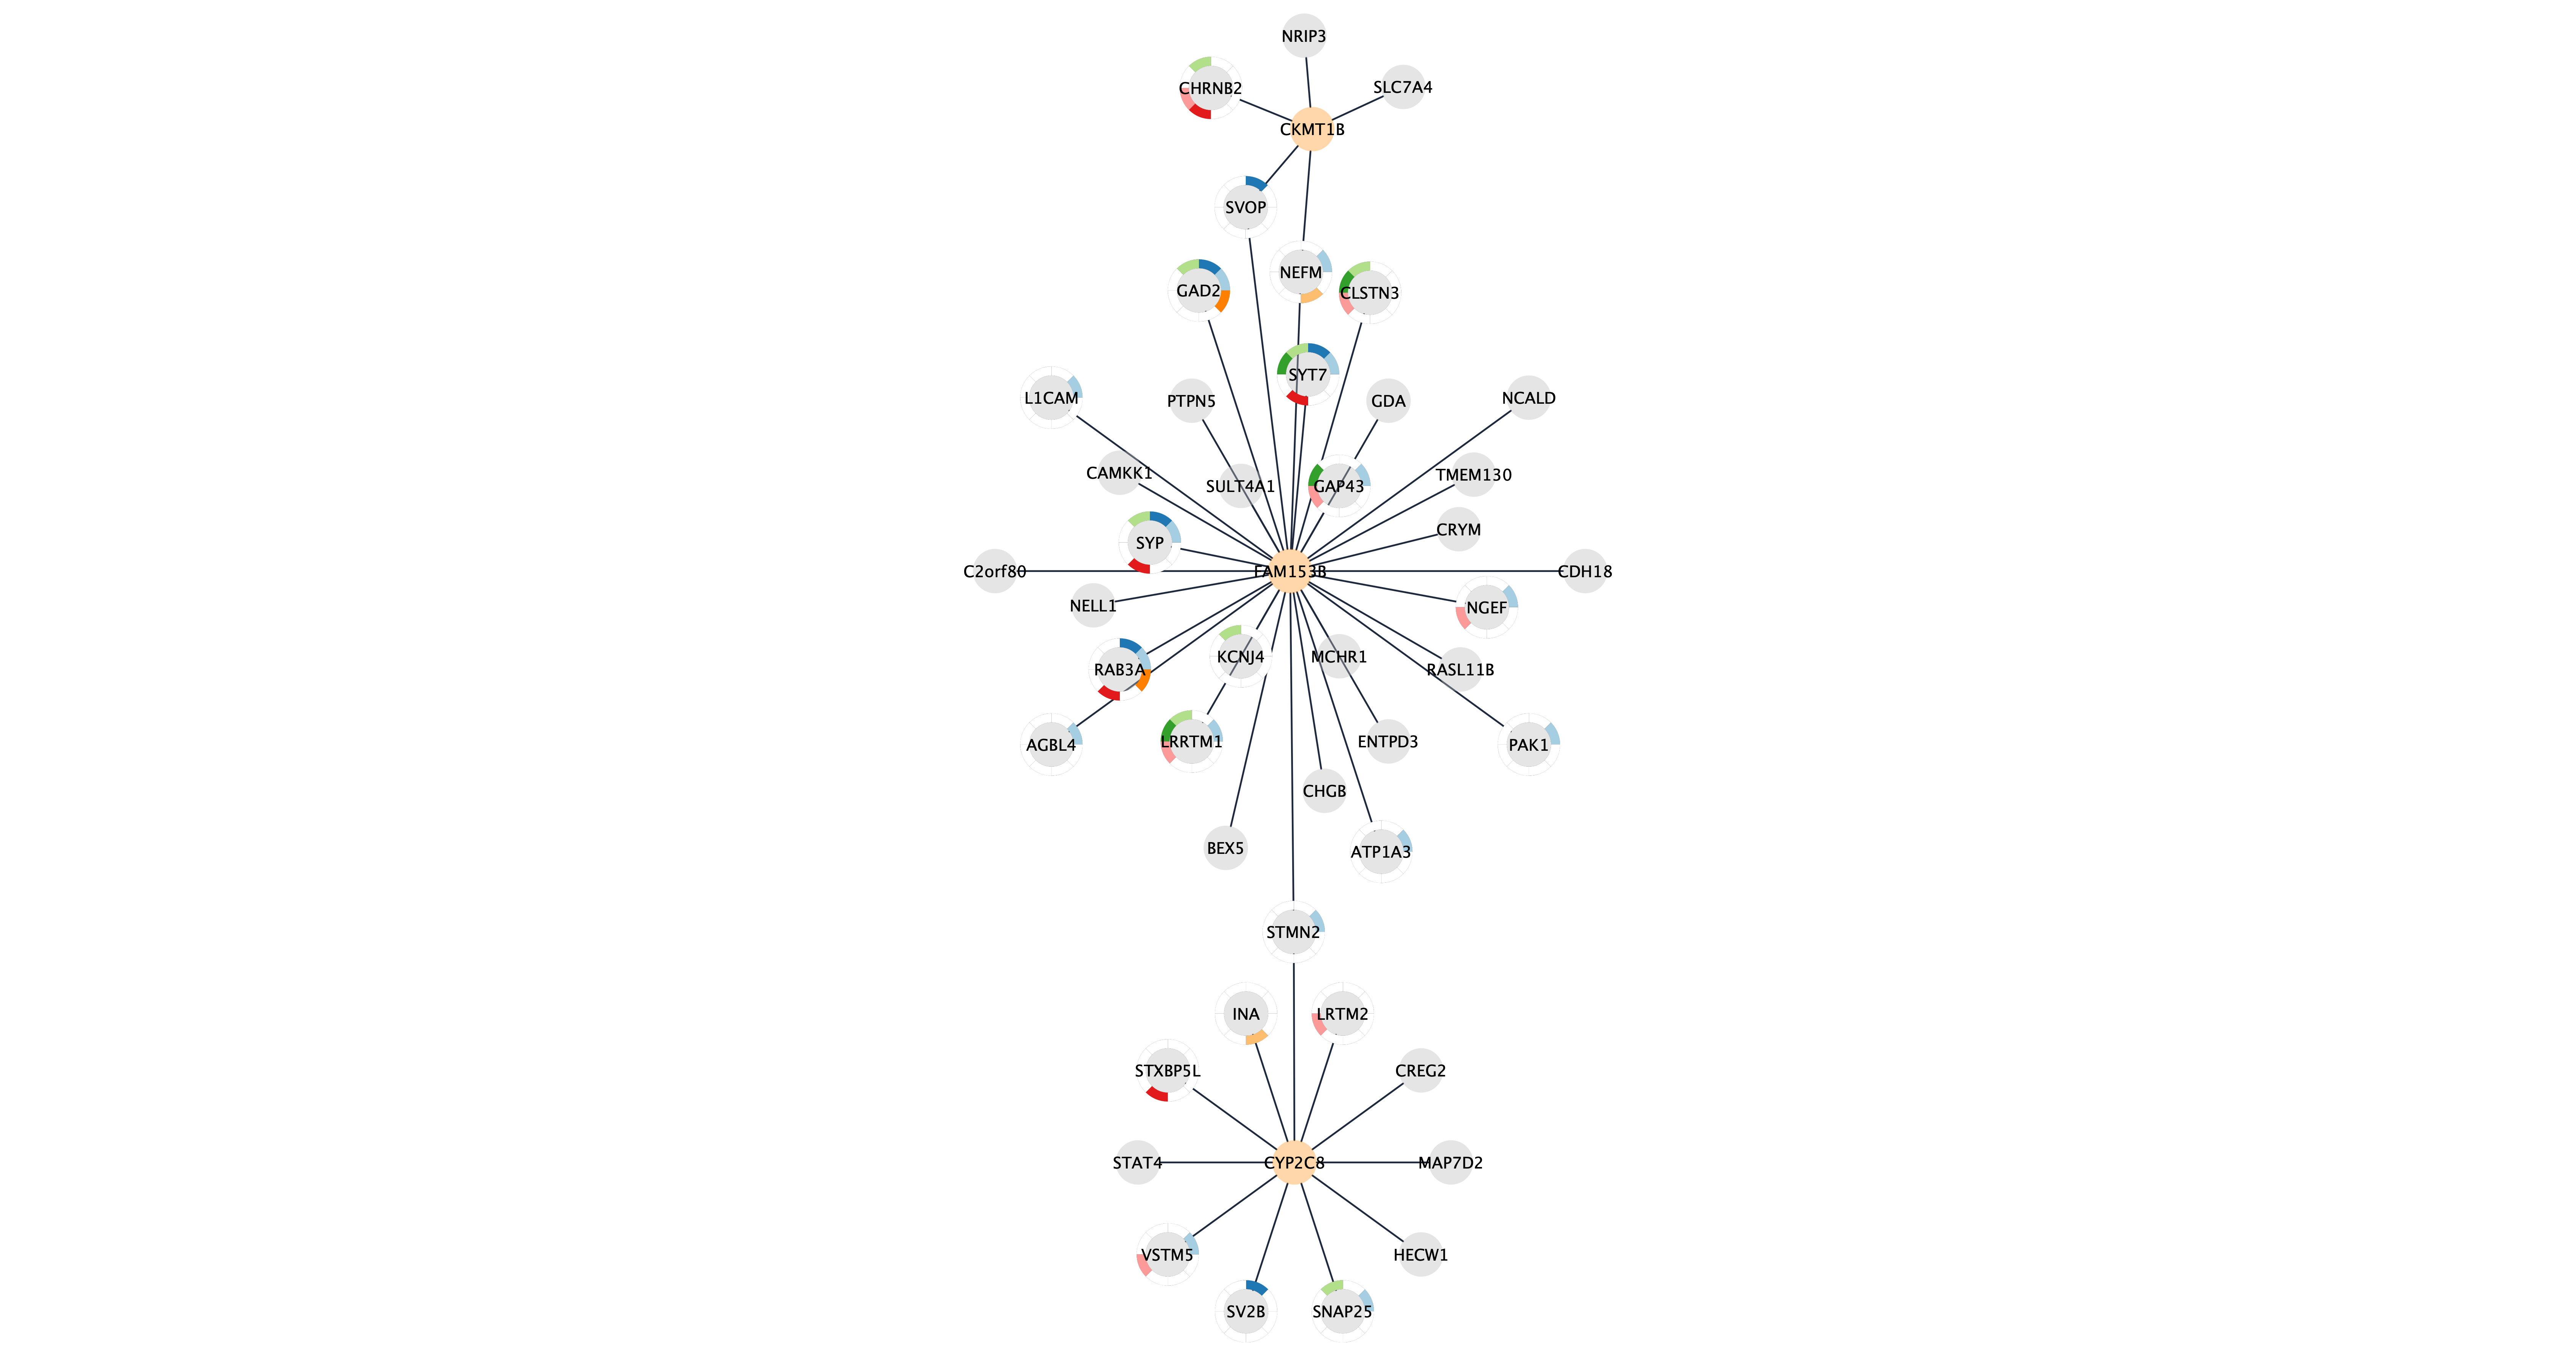 NRIP3
CHRNB2
SLC7A4
CKMT1B
SVOP
NEFM
GAD2
CLSTN3
SYT7
L1CAM
PTPN5
GDA
NCALD
CAMKK1
SULT4A1
GAP43
TMEM130
CRYM
SYP
C2orf80
FAM153B
CDH18
NELL1
NGEF
KCNJ4
MCHR1
RAB3A
RASL11B
AGBL4
LRRTM1
ENTPD3
PAK1
CHGB
BEX5
ATP1A3
STMN2
INA
LRTM2
STXBP5L
CREG2
STAT4
CYP2C8
MAP7D2
VSTM5
HECW1
SV2B
SNAP25